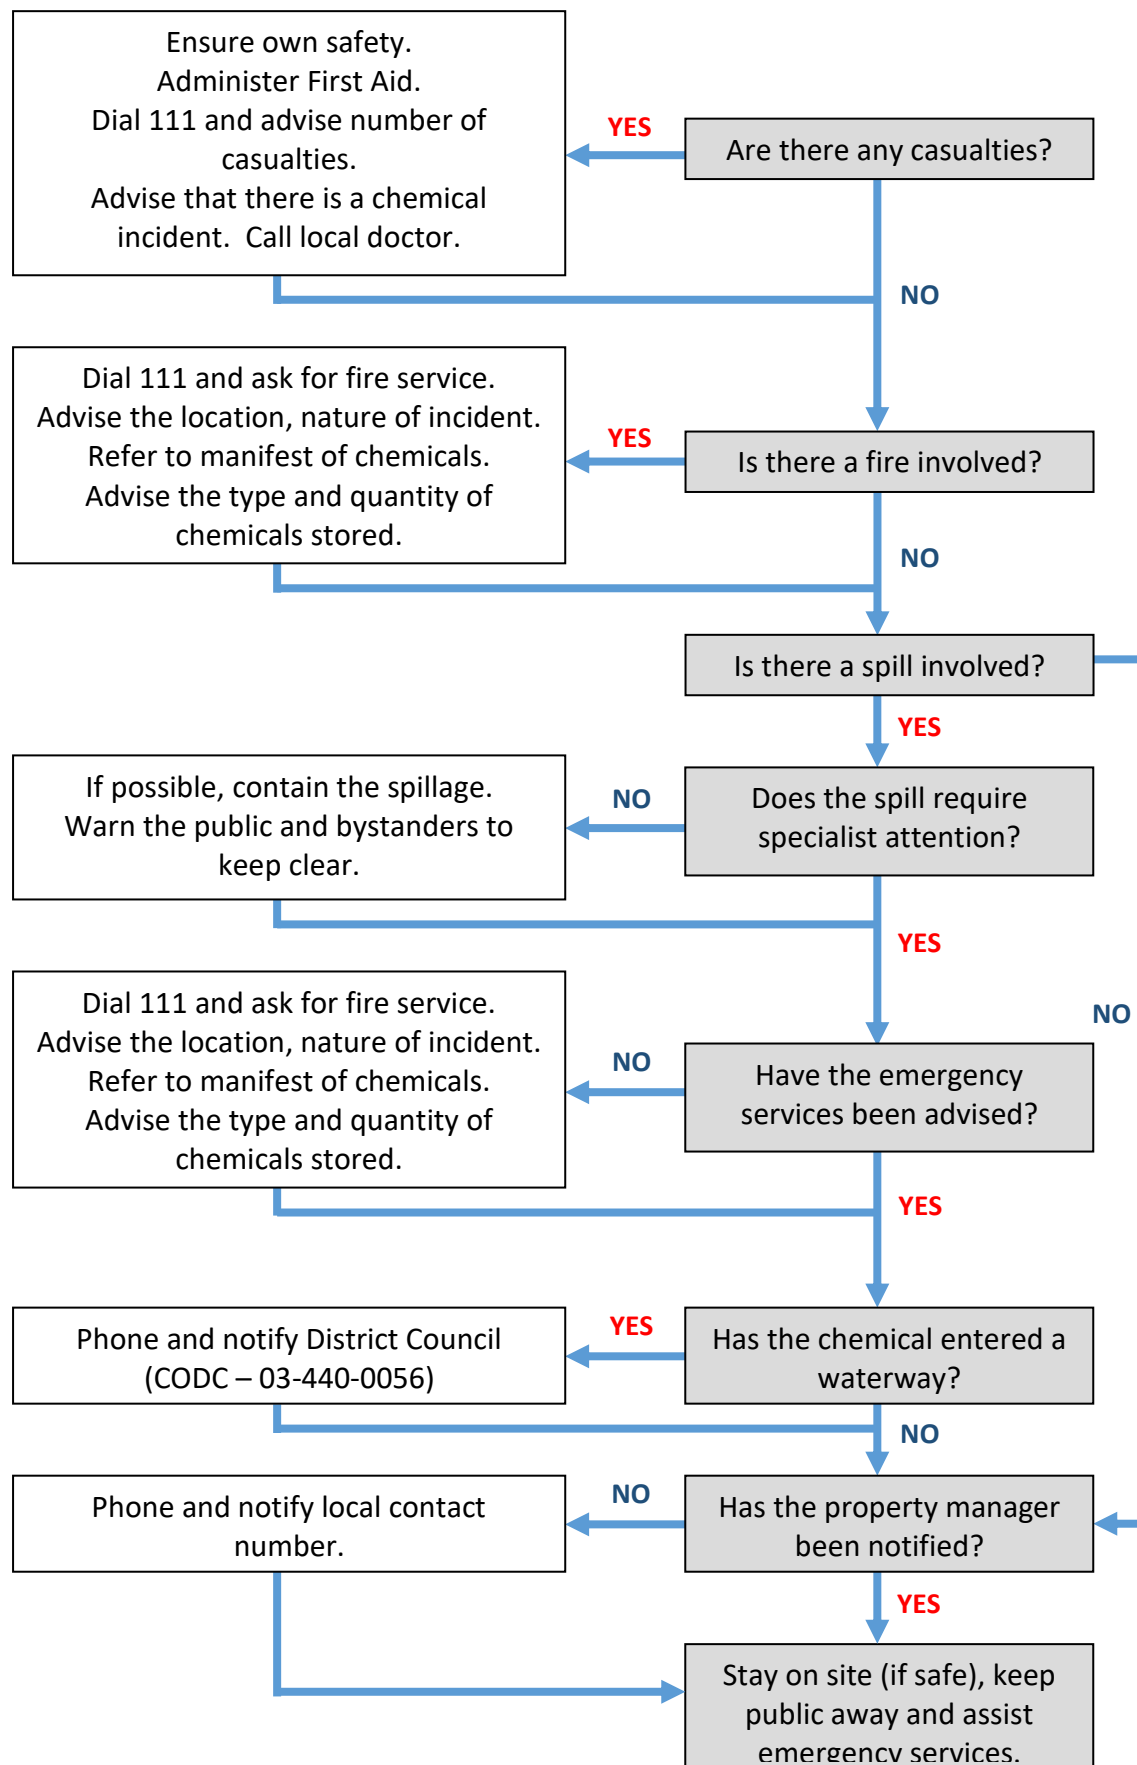 Ensure own safety.
Administer First Aid.
Dial 111 and advise number of
casualties.
Advise that there is a chemical
incident.  Call local doctor.
YES
Are there any casualties?
NO
Dial 111 and ask for fire service.
Advise the location, nature of incident.
Refer to manifest of chemicals.
Advise the type and quantity of
chemicals stored.
YES
Is there a fire involved?
NO
Is there a spill involved?
YES
If possible, contain the spillage.
Warn the public and bystanders to
keep clear.
NO
Does the spill require
specialist attention?
YES
Dial 111 and ask for fire service.
Advise the location, nature of incident.
Refer to manifest of chemicals.
Advise the type and quantity of
chemicals stored.
NO
Have the emergency
services been advised?
NO
YES
Phone and notify District Council
(CODC – 03-440-0056)
YES
Has the chemical entered a
waterway?
NO
Phone and notify local contact
number.
NO
Has the property manager
been notified?
YES
Stay on site (if safe), keep
public away and assist
emergency services.